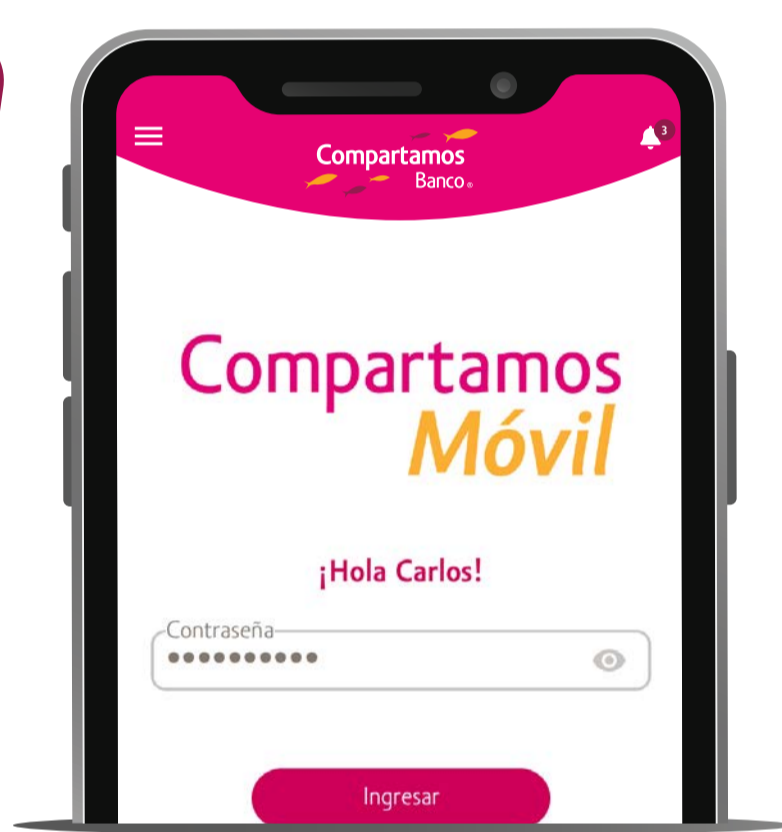 3
Compartamos
Banco®
Compartamos
Móvil
¡Hola Carlos!
Contraseña
••••••••••
Ingresar